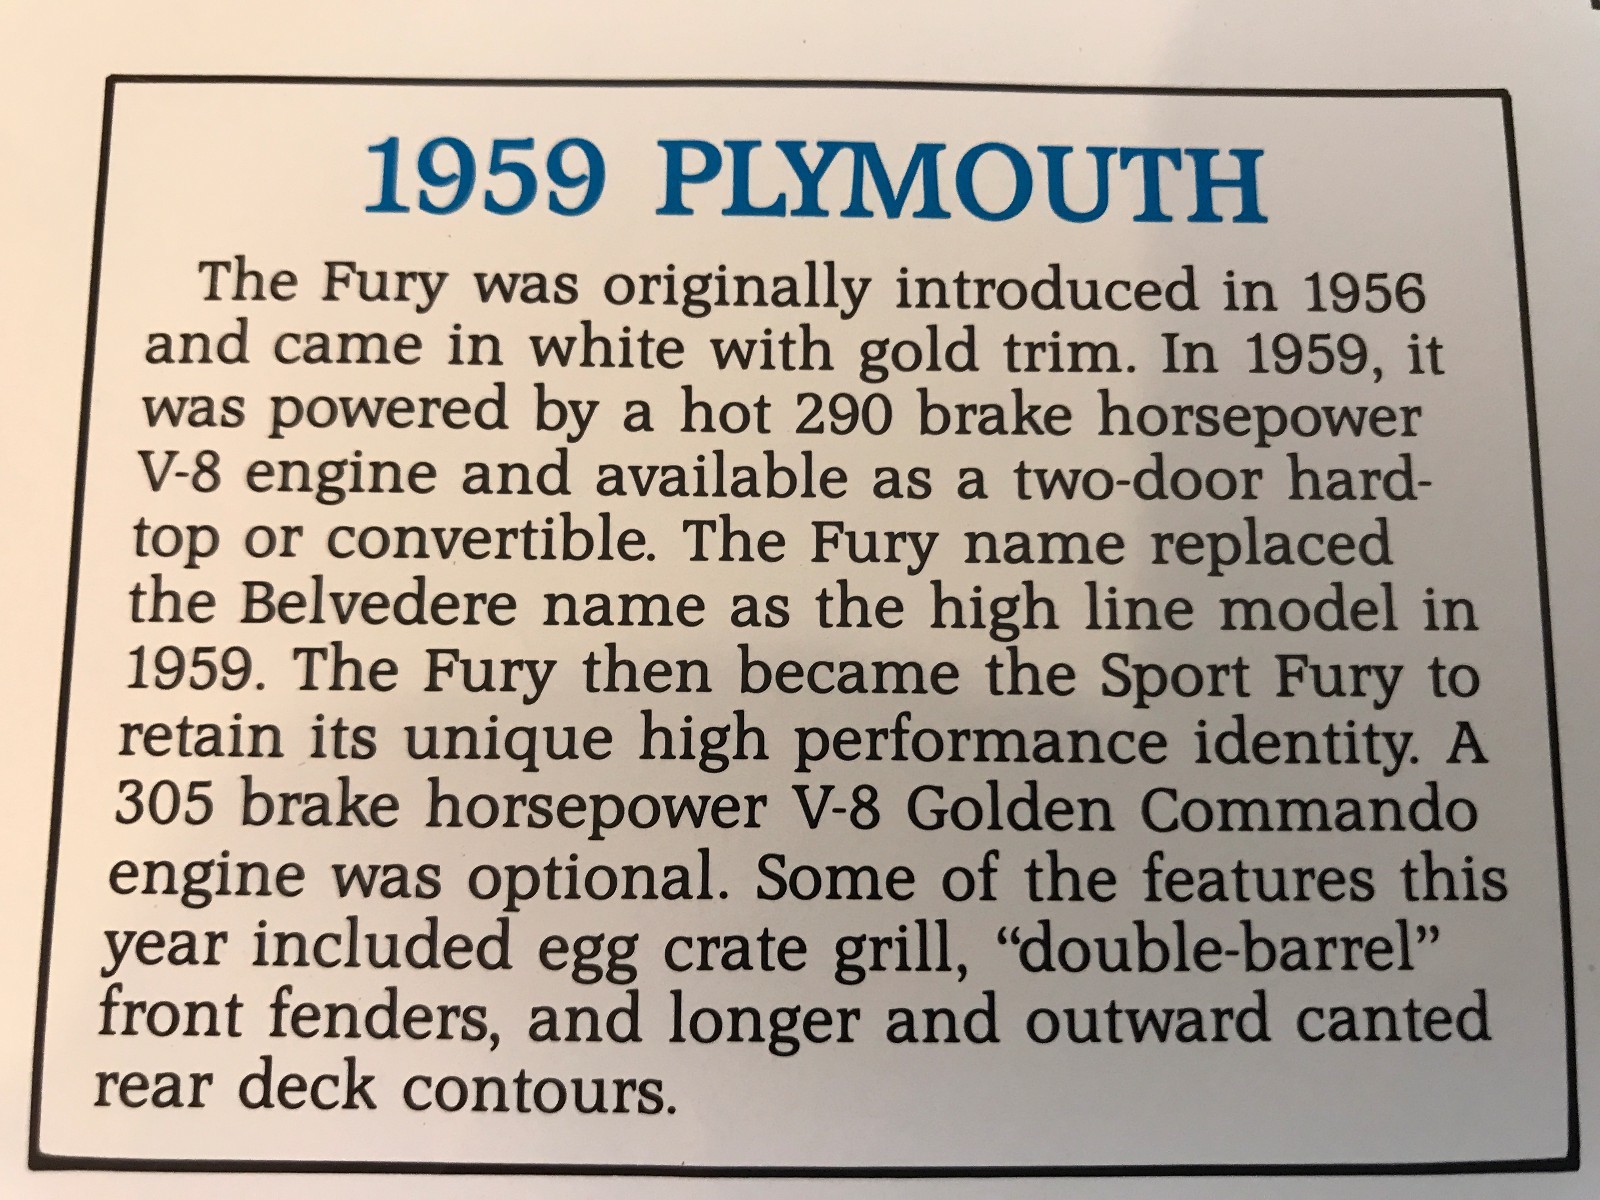 1959 PLYMOUTH
The Fury was originally introduced in 1956
and came in white with gold trim. In 1959, it
was powered by a hot 290 brake horsepower
V-8 engine and available as a two-door hard-
top or convertible. The Fury name replaced
the Belvedere name as the high line model in
1959. The Fury then became the Sport Fury to
retain its unique high performance identity. A
305 brake horsepower V-8 Golden Commando
engine was optional. Some of the features this
year included egg crate grill, “double-barrel”
front fenders, and longer and outward canted
rear deck contours.